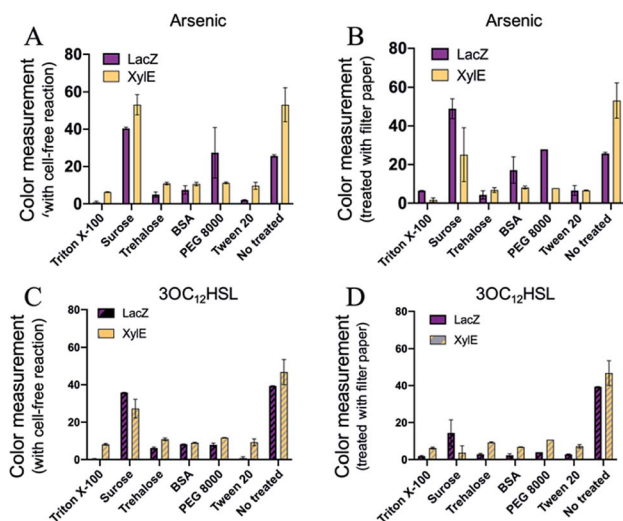 A
Arsenic
Color measurement
(with cell-free reaction)
80
60
40
20
0
LacZ
XylE
Triton X-100
Surose
Trehalose
BSA
PEG 8000
Tween 20
No treated
B
Arsenic
Color measurement
(treated with filter paper)
80
60
40
20
0
LacZ
XylE
Triton X-100
Surose
Trehalose
BSA
PEG 8000
Tween 20
No treated
C
3OC12HSL
Color measurement
(with cell-free reaction)
80
60
40
20
0
LacZ
XylE
Triton X-100
Surose
Trehalose
BSA
PEG 8000
Tween 20
No treated
D
3OC12HSL
Color measurement
(treated with filter paper)
80
60
40
20
0
LacZ
XylE
Triton X-100
Surose
Trehalose
BSA
PEG 8000
Tween 20
No treated